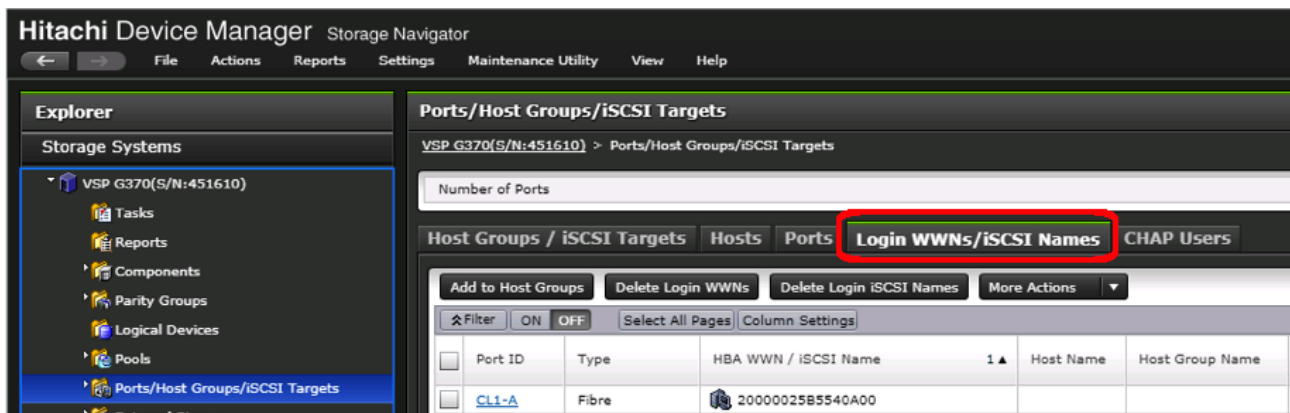 Hitachi Device Manager Storage Navigator
File Actions Reports Settings Maintenance Utility View Help
Explorer
Storage Systems
VSP G370(S/N:451610)
Tasks
Reports
Components
Parity Groups
Logical Devices
Pools
Ports/Host Groups/iSCSI Targets
Ports/Host Groups/iSCSI Targets
VSP G370(S/N:451610) > Ports/Host Groups/iSCSI Targets
Number of Ports
Host Groups / iSCSI Targets Hosts Ports Login WWNs/iSCSI Names CHAP Users
Add to Host Groups Delete Login WWNs Delete Login iSCSI Names More Actions
Filter ON OFF Select All Pages Column Settings
Port ID Type HBA WWN / iSCSI Name 1 Host Name Host Group Name
CL1-A Fibre 20000025B5540A00